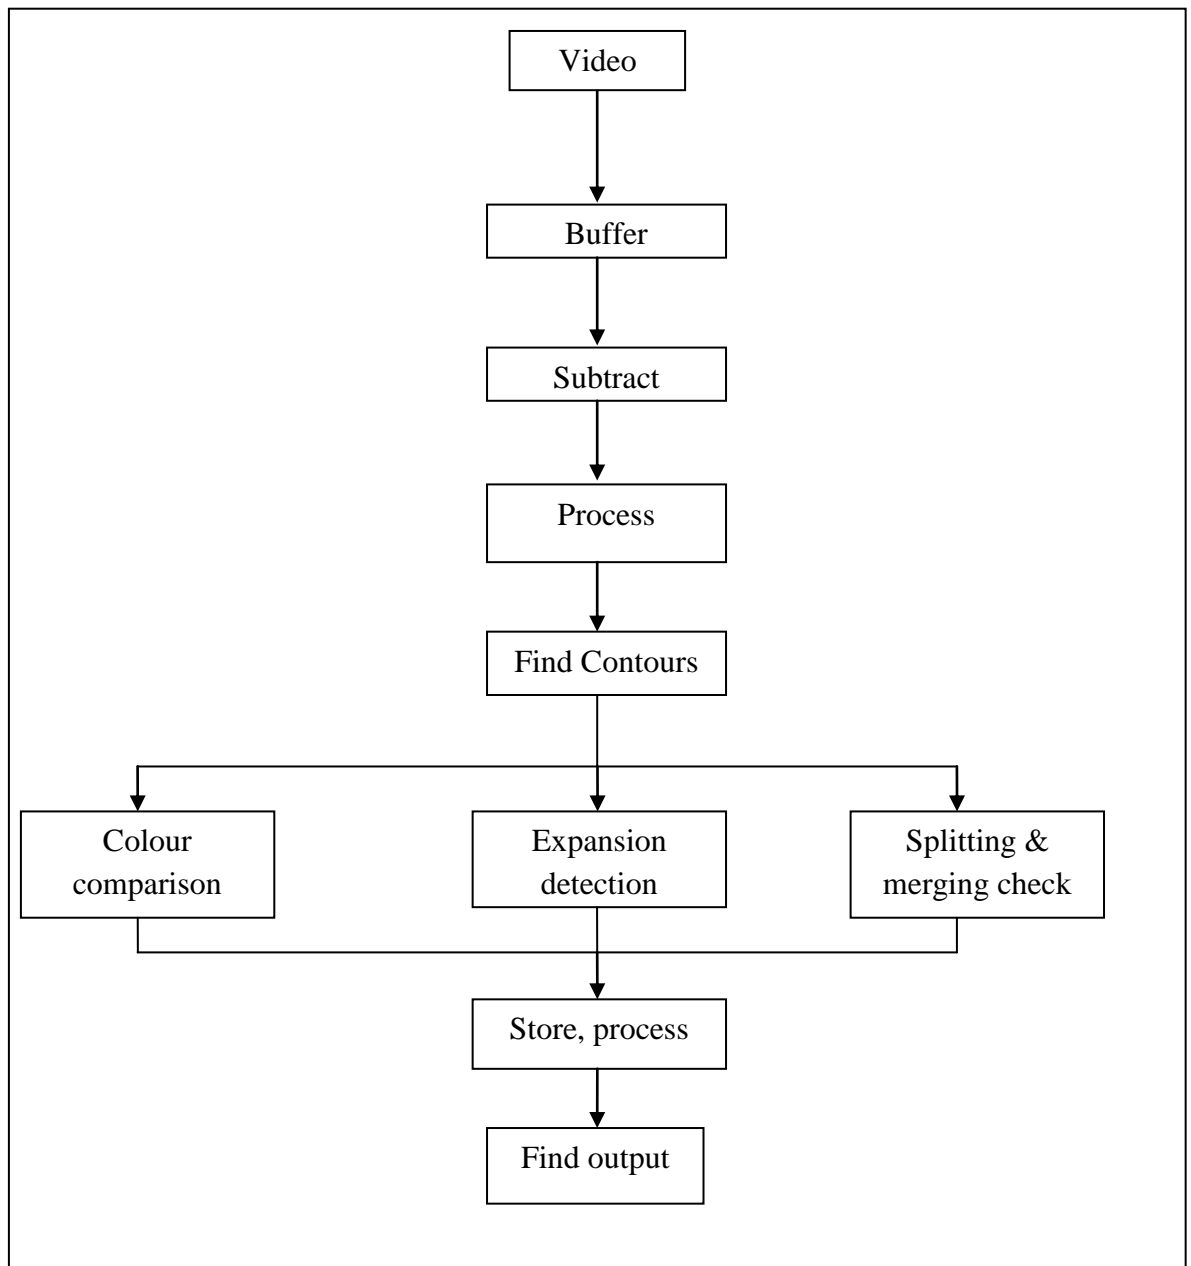 Video
Buffer
Subtract
Process
Find Contours
Colour
comparison
Expansion
detection
Splitting &
merging check
Store, process
Find output